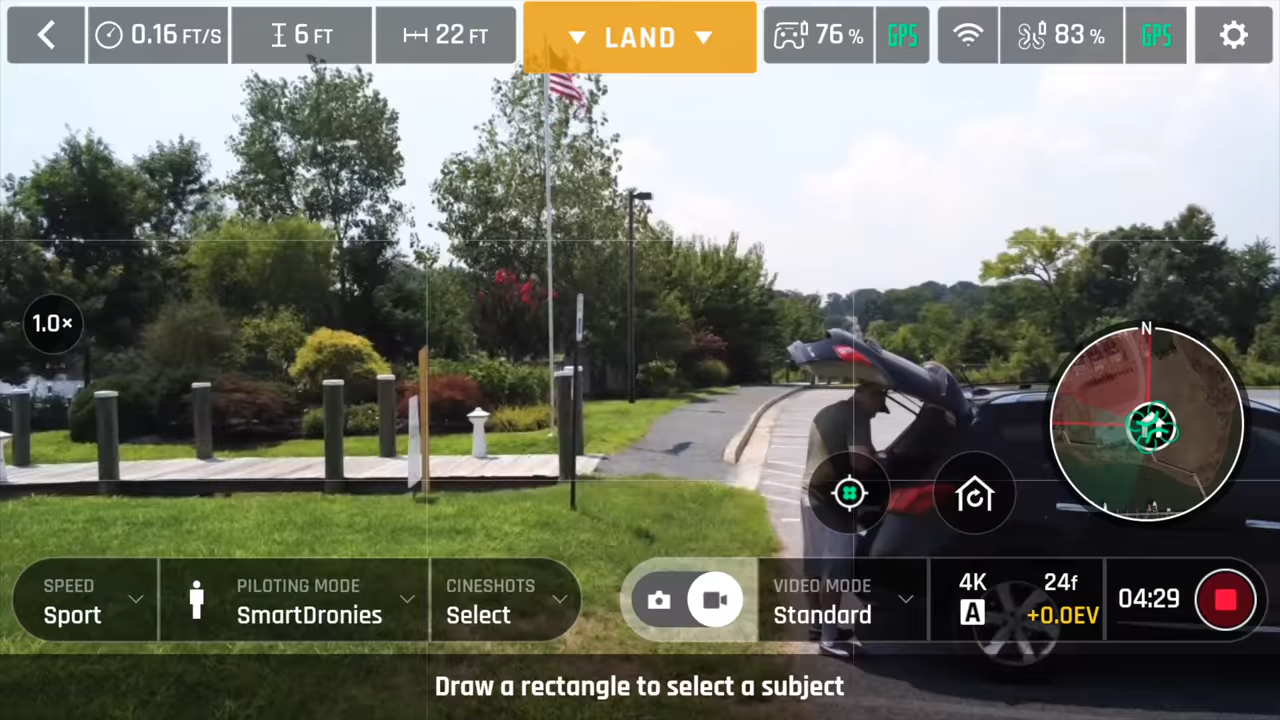 0.16 FT/S
6 FT
22 FT
LAND
76 %
GPS
83 %
GPS
1.0×
N
SPEED
Sport
PILOTING MODE
SmartDronies
CINESHOTS
Select
VIDEO MODE
Standard
4K
24f
A
+0.0EV
04:29
Draw a rectangle to select a subject